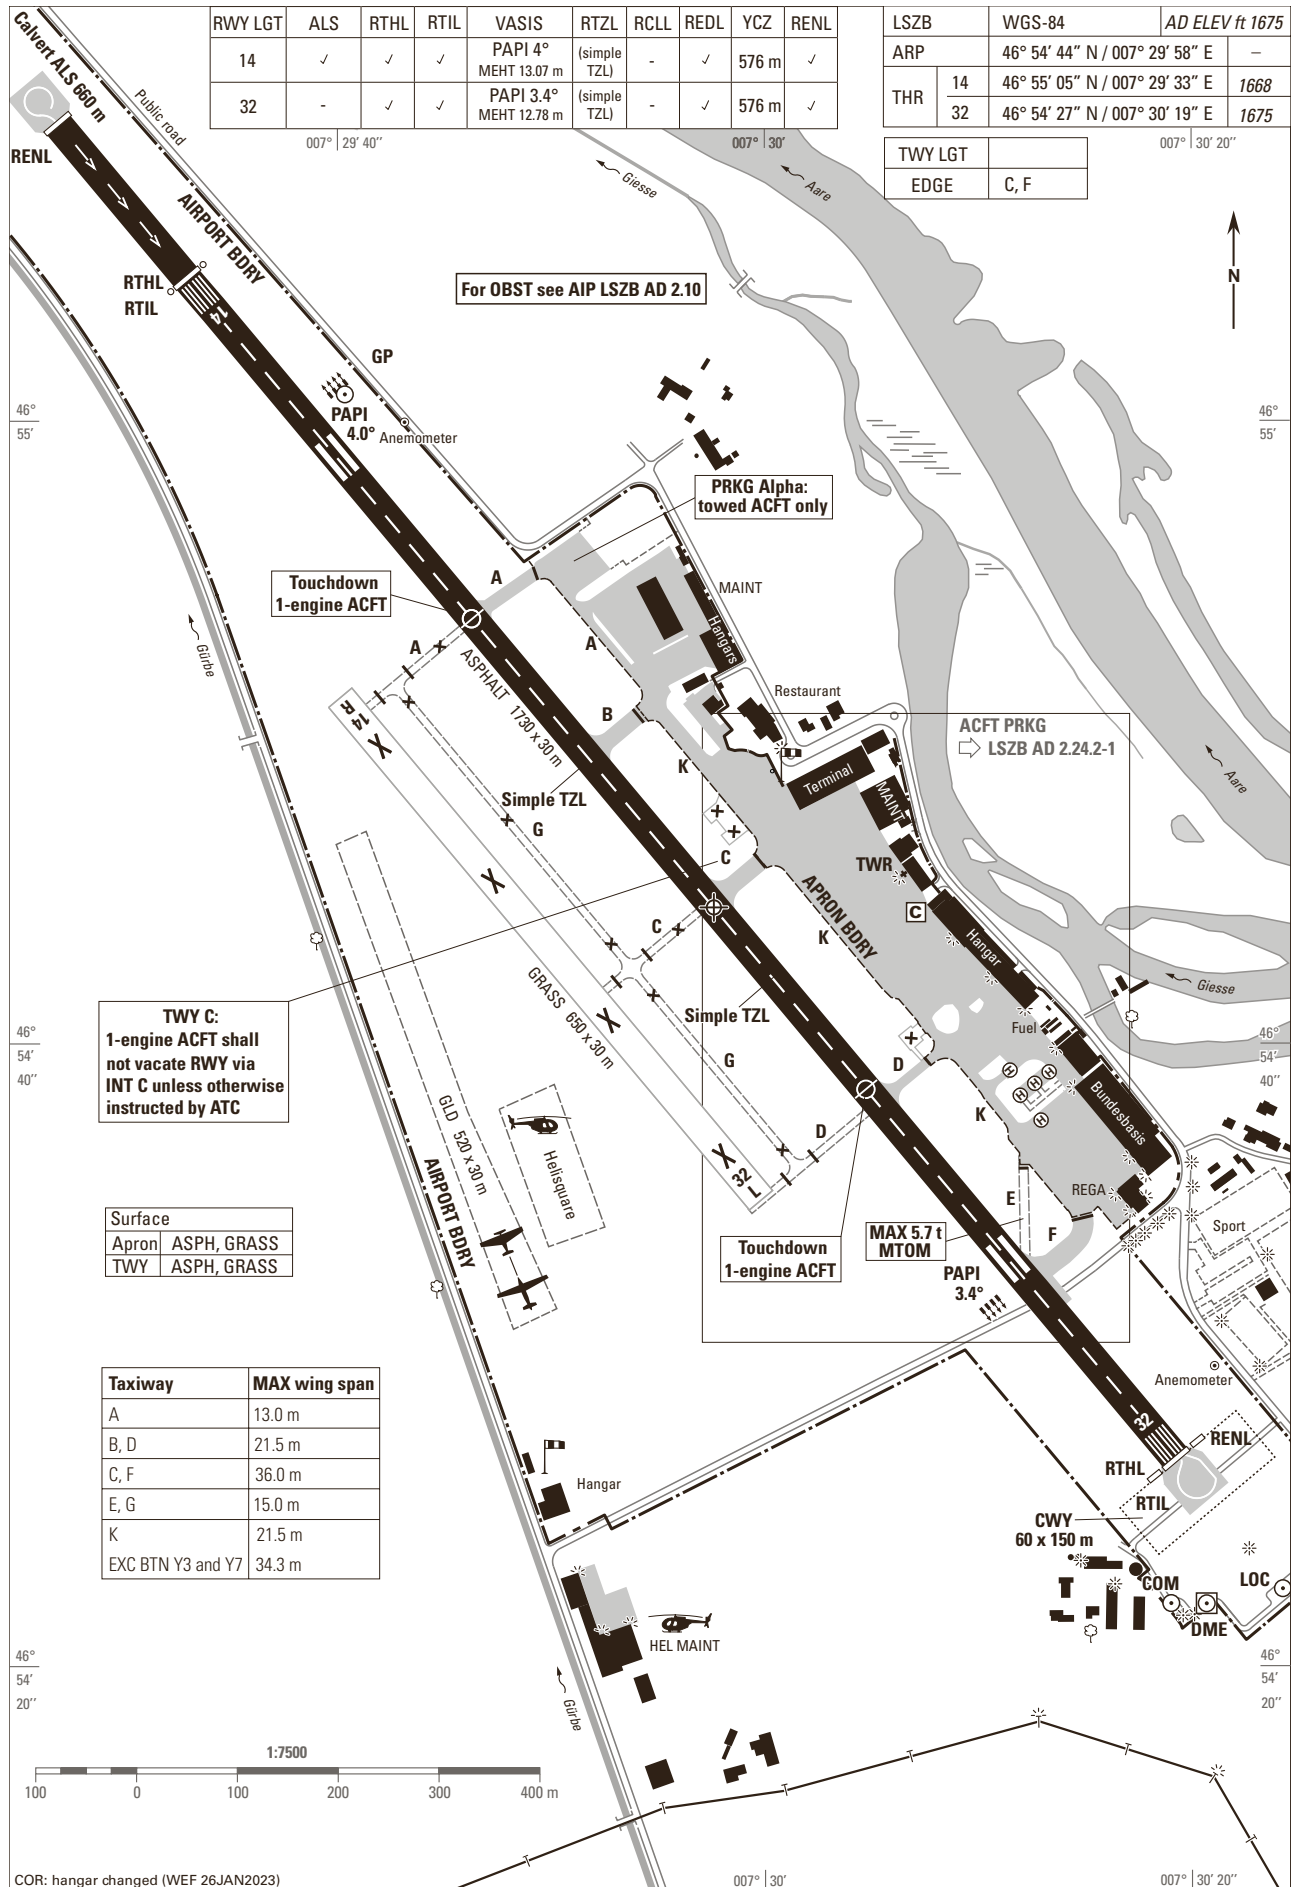 RWY LGT ALS RTHL RTIL VASIS RTZL RCLL REDL YCZ RENL
14 ✓ ✓ ✓ PAPI 4° MEHT 13.07 m (simple TZL) - ✓ 576 m ✓
32 - ✓ ✓ PAPI 3.4° MEHT 12.78 m (simple TZL) - ✓ 576 m ✓
LSZB WGS-84 AD ELEV ft 1675
ARP 46° 54' 44" N / 007° 29' 58" E –
THR 14 46° 55' 05" N / 007° 29' 33" E 1668
32 46° 54' 27" N / 007° 30' 19" E 1675
TWY LGT
EDGE C, F
Calvert ALS 660 m
Public road
007° 29' 40"
007° 30'
007° 30' 20"
RENL
Giesse
Aare
AIRPORT BDRY
N
RTHL
RTIL
14
For OBST see AIP LSZB AD 2.10
GP
PAPI
4.0°
Anemometer
46°
55'
46°
55'
PRKG Alpha:
towed ACFT only
A
Touchdown
1-engine ACFT
MAINT
Hangars
A
A
Gürbe
ASPHALT 1730 x 30 m
Restaurant
14 R
B
ACFT PRKG
LSZB AD 2.24.2-1
K
Terminal
Aare
MAINT
Simple TZL
G
C
TWR
APRON BDRY
C
K
C
Hangar
GRASS 650 x 30 m
Giesse
Simple TZL
TWY C:
1-engine ACFT shall
not vacate RWY via
INT C unless otherwise
instructed by ATC
46°
54'
40"
Fuel
46°
54'
40"
G
D
H
H
H
H
H
GLD 520 x 30 m
K
Bundesbasis
D
Helisquare
32 L
AIRPORT BDRY
REGA
E
Surface
Apron ASPH, GRASS
TWY ASPH, GRASS
F
MAX 5.7 t
MTOM
Sport
Touchdown
1-engine ACFT
PAPI
3.4°
Taxiway MAX wing span
A 13.0 m
B, D 21.5 m
C, F 36.0 m
E, G 15.0 m
K 21.5 m
EXC BTN Y3 and Y7 34.3 m
Anemometer
32
RENL
RTHL
Hangar
RTIL
CWY
60 x 150 m
COM
LOC
DME
HEL MAINT
46°
54'
20"
46°
54'
20"
Gürbe
1:7500
100 0 100 200 300 400 m
COR: hangar changed (WEF 26JAN2023)
007° 30'
007° 30' 20"